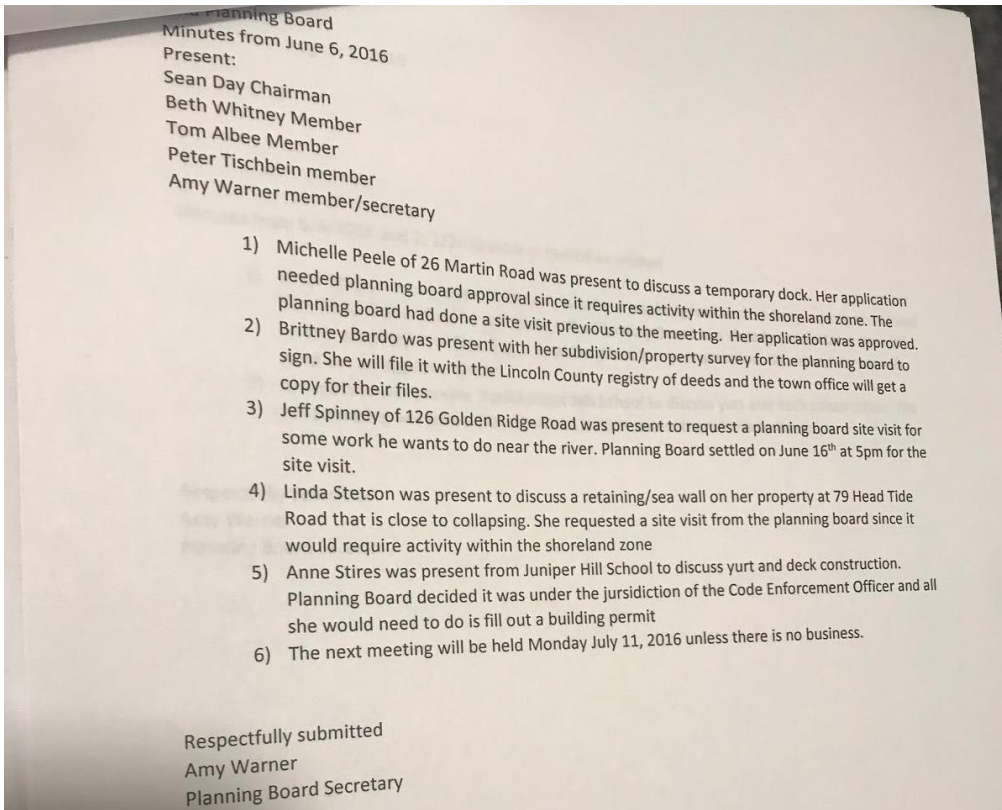 Planning Board
Minutes from June 6, 2016
Present:
Sean Day Chairman
Beth Whitney Member
Tom Albee Member
Peter Tischbein member
Amy Warner member/secretary
1) Michelle Peele of 26 Martin Road was present to discuss a temporary dock. Her application
needed planning board approval since it requires activity within the shoreland zone. The
planning board had done a site visit previous to the meeting. Her application was approved.
2) Brittney Bardo was present with her subdivision/property survey for the planning board to
sign. She will file it with the Lincoln County registry of deeds and the town office will get a
copy for their files.
3) Jeff Spinney of 126 Golden Ridge Road was present to request a planning board site visit for
some work he wants to do near the river. Planning Board settled on June 16th at 5pm for the
site visit.
4) Linda Stetson was present to discuss a retaining/sea wall on her property at 79 Head Tide
Road that is close to collapsing. She requested a site visit from the planning board since it
would require activity within the shoreland zone
5) Anne Stires was present from Juniper Hill School to discuss yurt and deck construction.
Planning Board decided it was under the jursidiction of the Code Enforcement Officer and all
she would need to do is fill out a building permit
6) The next meeting will be held Monday July 11, 2016 unless there is no business.
Respectfully submitted
Amy Warner
Planning Board Secretary